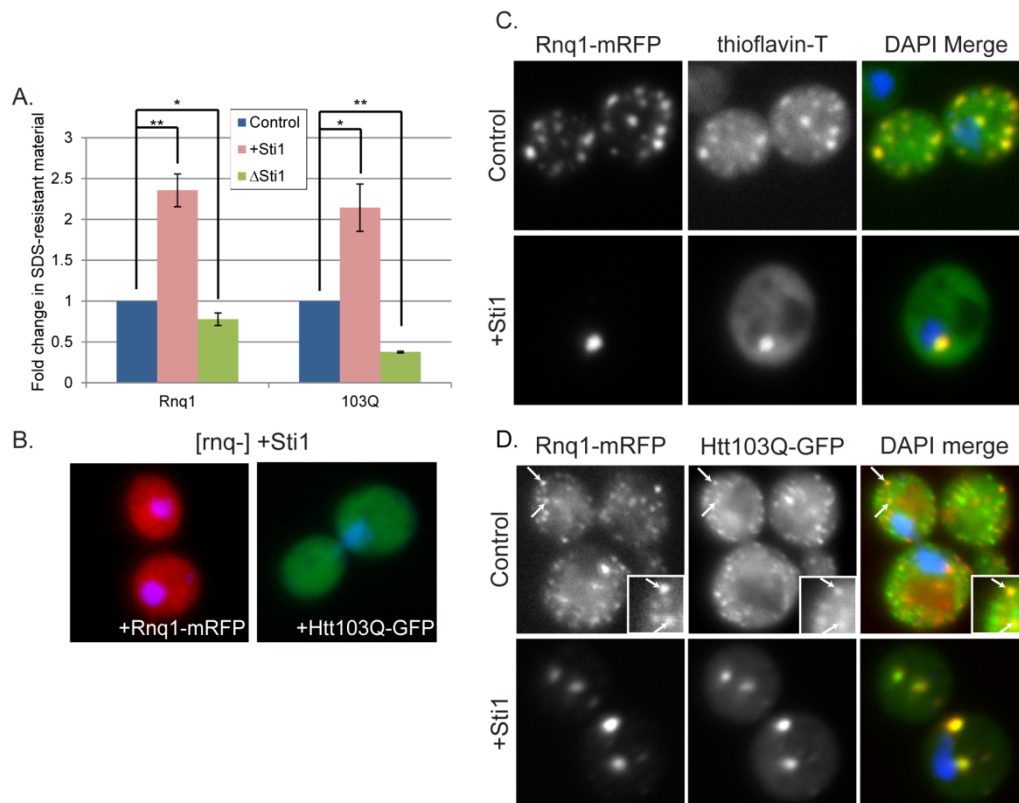 A.
Fold change in SDS-resistant material
3
2.5
2
1.5
1
0.5
0
*
**
**
*
Control
+Sti1
ΔSti1
Rnq1
103Q
B.
[rnq-] +Sti1
+Rnq1-mRFP
+Htt103Q-GFP
C.
Rnq1-mRFP
thioflavin-T
DAPI Merge
Control
+Sti1
D.
Rnq1-mRFP
Htt103Q-GFP
DAPI merge
Control
+Sti1